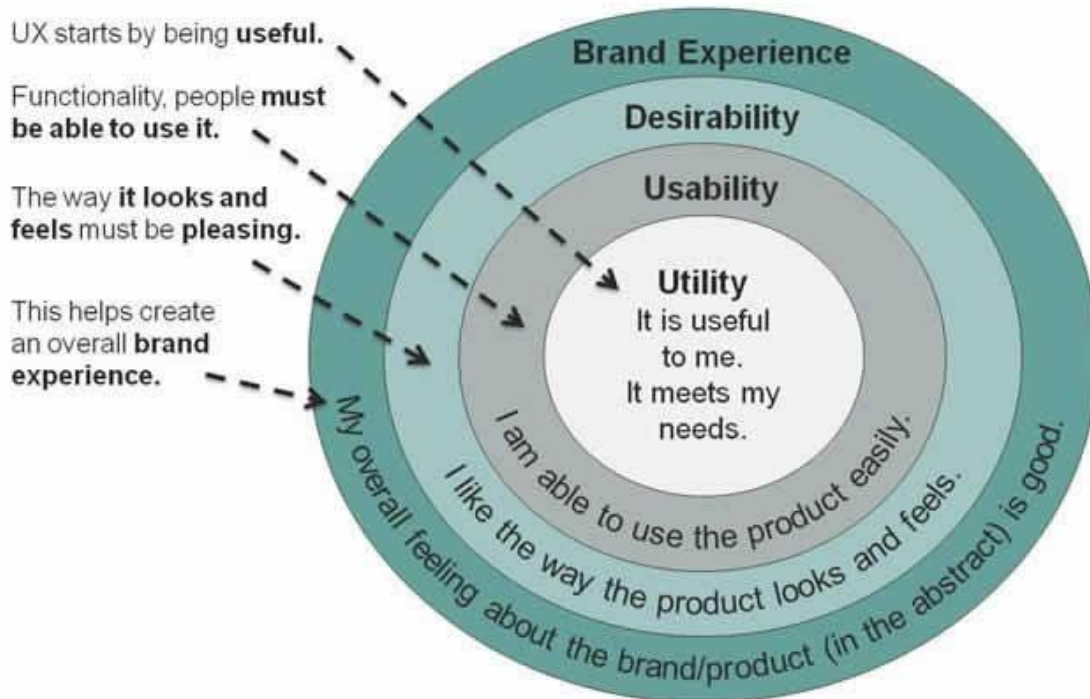 UX starts by being useful.
Functionality, people must
be able to use it.
The way it looks and
feels must be pleasing.
This helps create
an overall brand
experience.
Brand Experience
Desirability
Usability
Utility
It is useful
to me.
It meets my
needs.
I am able to use the product easily.
I like the way the product looks and feels.
My overall feeling about the brand/product (in the abstract) is good.